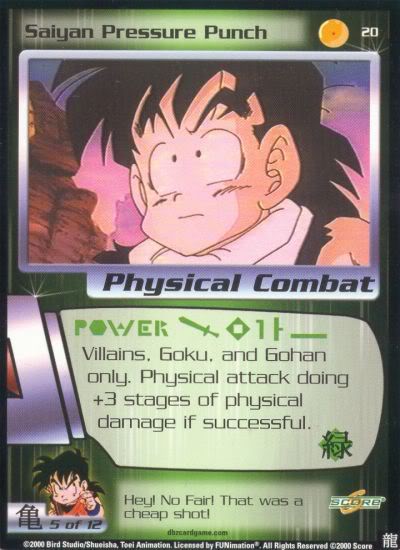 Saiyan Pressure Punch 20
Physical Combat
POWER
Villains, Goku, and Gohan
only. Physical attack doing
+3 stages of physical
damage if successful.
緑
亀 5 of 12
Hey! No Fair! That was a
cheap shot!
SCORE
dbzcardgame.com
©2000 Bird Studio/Shueisha, Toei Animation. Licensed by FUNimation®. All Rights Reserved ©2000 Score
龍